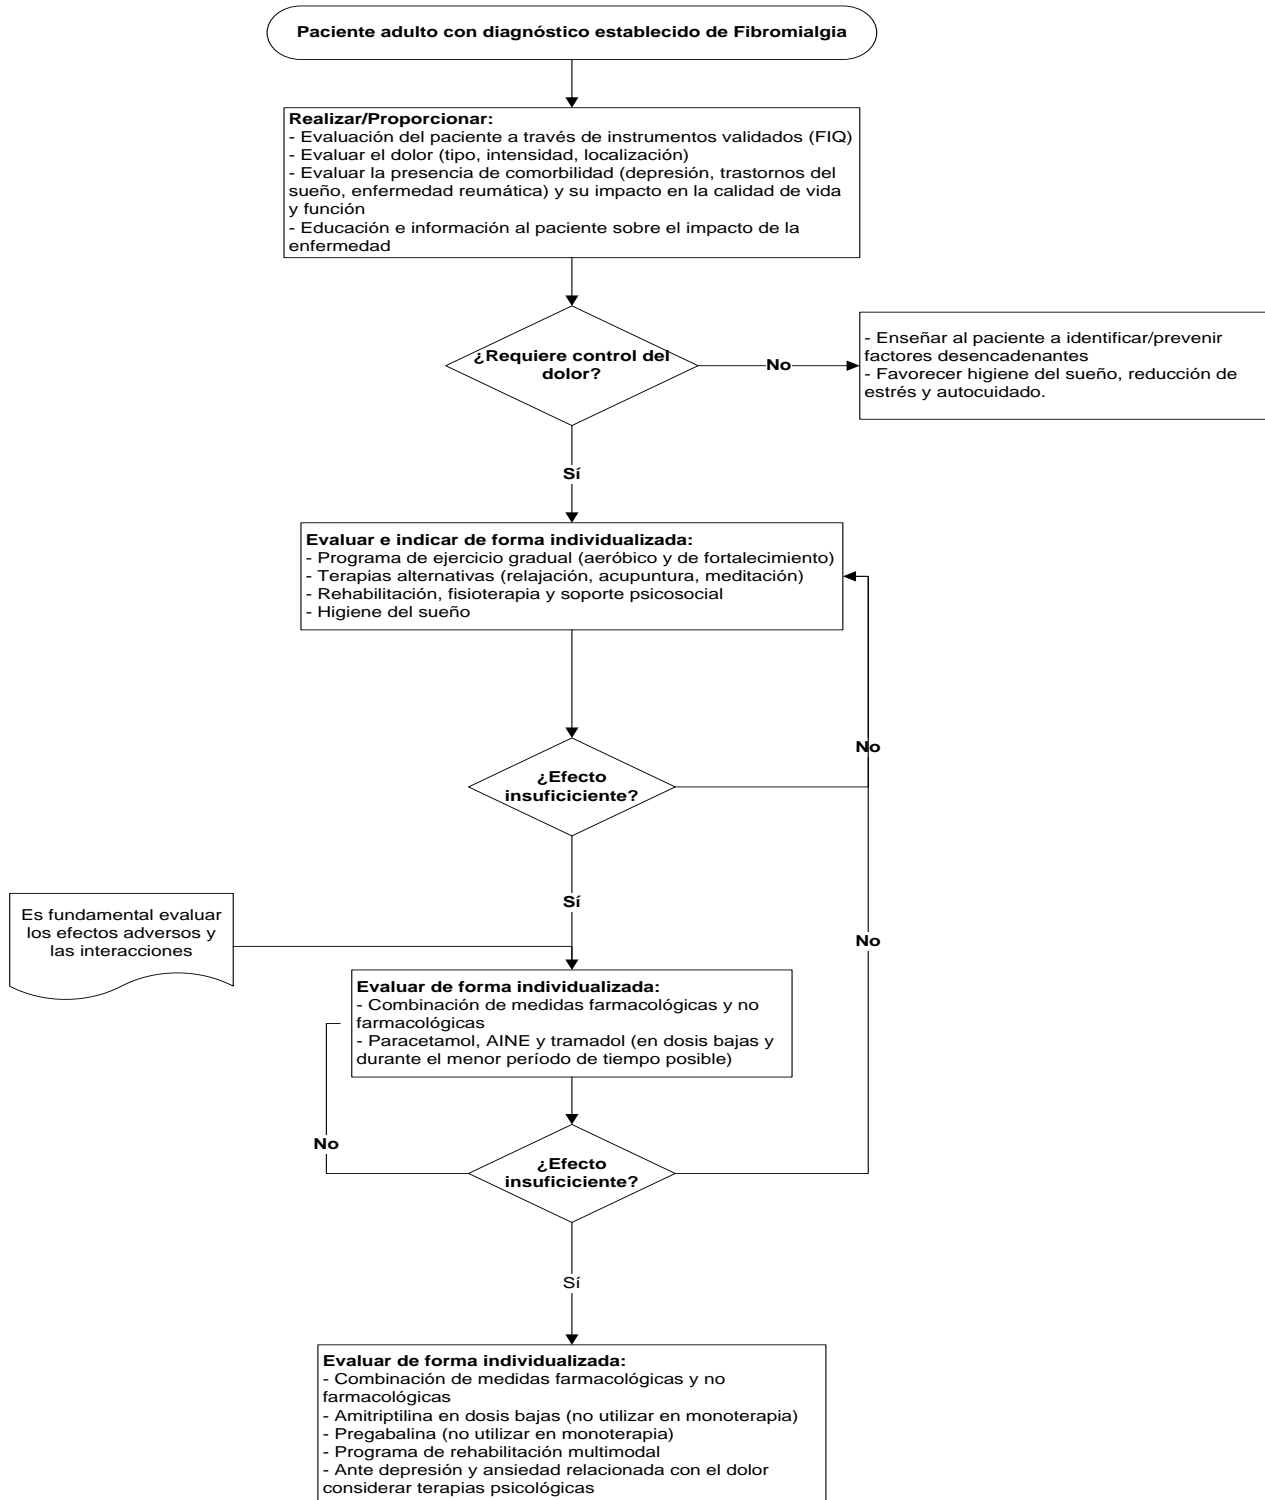 Paciente adulto con diagnóstico establecido de Fibromialgia
Realizar/Proporcionar:
- Evaluación del paciente a través de instrumentos validados (FIQ)
- Evaluar el dolor (tipo, intensidad, localización)
- Evaluar la presencia de comorbilidad (depresión, trastornos del
sueño, enfermedad reumática) y su impacto en la calidad de vida
y función
- Educación e información al paciente sobre el impacto de la
enfermedad
¿Requiere control del
dolor?
No
- Enseñar al paciente a identificar/prevenir
factores desencadenantes
- Favorecer higiene del sueño, reducción de
estrés y autocuidado.
Sí
Evaluar e indicar de forma individualizada:
- Programa de ejercicio gradual (aeróbico y de fortalecimiento)
- Terapias alternativas (relajación, acupuntura, meditación)
- Rehabilitación, fisioterapia y soporte psicosocial
- Higiene del sueño
No
¿Efecto
insuficiciente?
Sí
Es fundamental evaluar
los efectos adversos y
las interacciones
No
Evaluar de forma individualizada:
- Combinación de medidas farmacológicas y no
farmacológicas
- Paracetamol, AINE y tramadol (en dosis bajas y
durante el menor período de tiempo posible)
No
¿Efecto
insuficiciente?
Sí
Evaluar de forma individualizada:
- Combinación de medidas farmacológicas y no
farmacológicas
- Amitriptilina en dosis bajas (no utilizar en monoterapia)
- Pregabalina (no utilizar en monoterapia)
- Programa de rehabilitación multimodal
- Ante depresión y ansiedad relacionada con el dolor
considerar terapias psicológicas